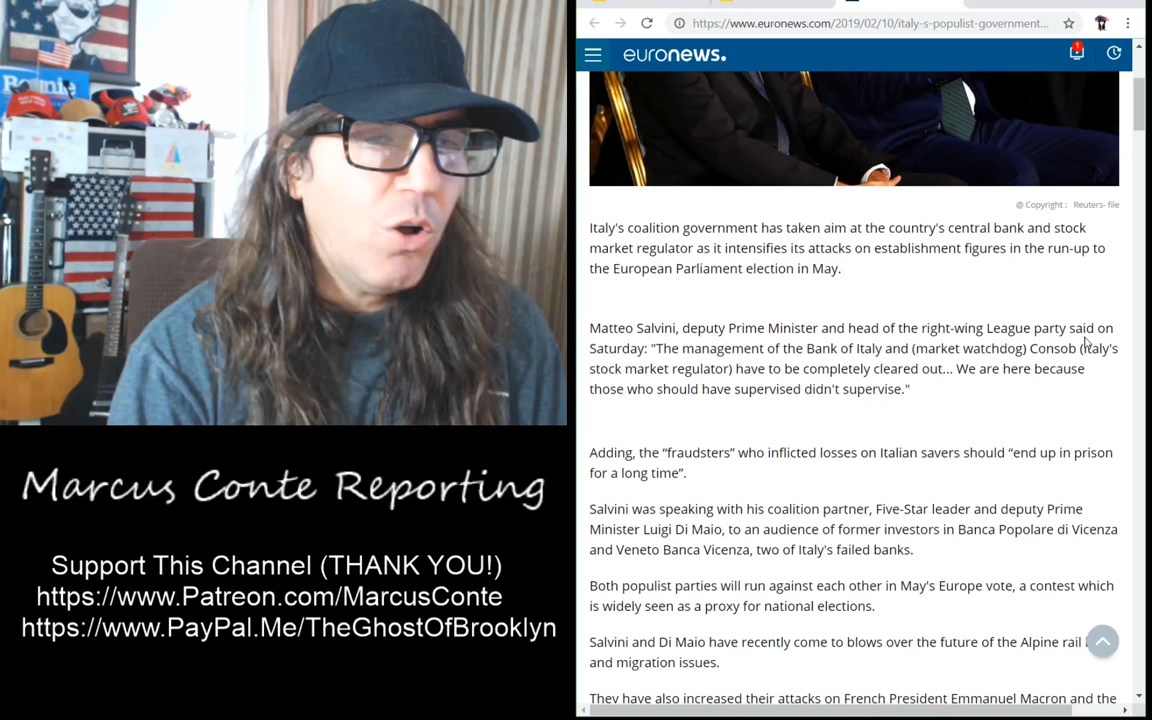 https://www.euronews.com/2019/02/10/italy-s-populist-government...
euronews.
1
@ Copyright : Reuters- file
Italy's coalition government has taken aim at the country's central bank and stock
market regulator as it intensifies its attacks on establishment figures in the run-up to
the European Parliament election in May.
Matteo Salvini, deputy Prime Minister and head of the right-wing League party said on
Saturday: "The management of the Bank of Italy and (market watchdog) Consob (Italy's
stock market regulator) have to be completely cleared out... We are here because
those who should have supervised didn't supervise."
Adding, the “fraudsters” who inflicted losses on Italian savers should “end up in prison
for a long time”.
Salvini was speaking with his coalition partner, Five-Star leader and deputy Prime
Minister Luigi Di Maio, to an audience of former investors in Banca Popolare di Vicenza
and Veneto Banca Vicenza, two of Italy's failed banks.
Both populist parties will run against each other in May's Europe vote, a contest which
is widely seen as a proxy for national elections.
Salvini and Di Maio have recently come to blows over the future of the Alpine rail
and migration issues.
They have also increased their attacks on French President Emmanuel Macron and the
Marcus Conte Reporting
Support This Channel (THANK YOU!)
https://www.Patreon.com/MarcusConte
https://www.PayPal.Me/TheGhostOfBrooklyn